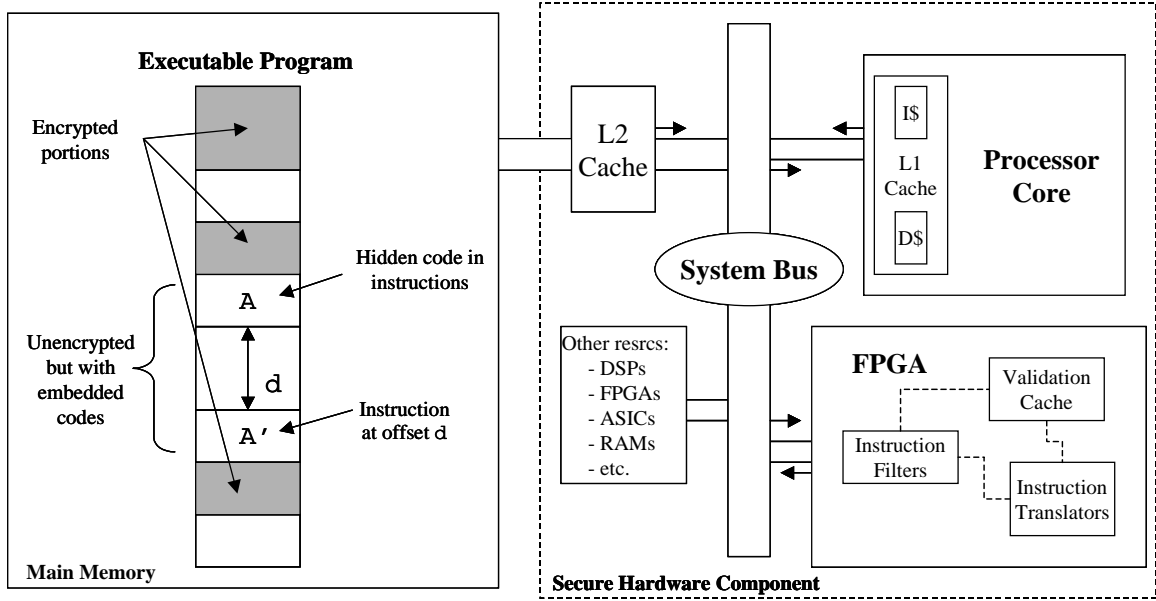 Executable Program
Encrypted
portions
Hidden code in
instructions
A
Unencrypted
but with
embedded
codes
d
Instruction
at offset d
A'
Main Memory
L2
Cache
I$
L1
Cache
D$
Processor
Core
System Bus
Other resrcs:
- DSPs
- FPGAs
- ASICs
- RAMs
- etc.
FPGA
Validation
Cache
Instruction
Filters
Instruction
Translators
Secure Hardware Component